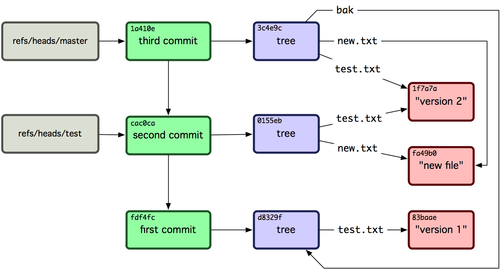 bak
1a410e
3c4e9c
refs/heads/master
third commit
tree
new.txt
test.txt
1f7a7a
"version 2"
cac0ca
0155eb
test.txt
refs/heads/test
second commit
tree
new.txt
fa49b0
"new file"
fdf4fc
d8329f
83baae
first commit
tree
test.txt
"version 1"